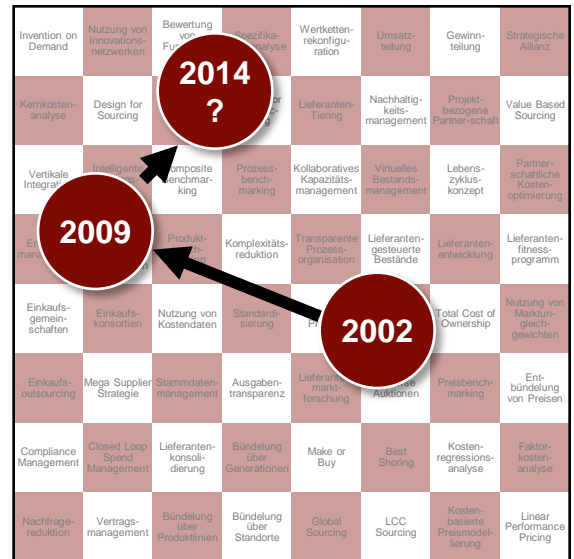 Invention on
Demand
Nutzung von
Innovations-
netzwerken
Bewertung
von
Wertketten-
rekonfigu-
ration
Umsatz-
teilung
Gewinn-
teilung
Strategische
Allianz
2014
?
Kernkosten-
analyse
Design for
Sourcing
Lieferanten-
Tiering
Nachhaltig-
keits-
management
Projekt-
bezogene
Partner-schaft
Value Based
Sourcing
Vertikale
Intelligente
Composite
Benchmar-
king
Prozess-
bench-
marking
Kollaboratives
Kapazitäts-
management
Virtuelles
Bestands-
management
Lebens-
zyklus-
konzept
Partner-
schaftliche
Kosten-
optimierung
2009
Produkt-
Komplexitäts-
reduktion
Transparente
Prozess-
organisation
Lieferanten-
gesteuerte
Bestände
Lieferanten-
entwicklung
Lieferanten-
fitness-
programm
Einkaufs-
gemein-
schaften
Einkaufs-
konsortien
Nutzung von
Kostendaten
Standardi-
sierung
2002
Total Cost of
Ownership
Nutzung von
Marktun-
gleich-
gewichten
Einkaufs-
outsourcing
Mega Supplier
Strategie
Stammdaten-
management
Ausgaben-
transparenz
markt-
forschung
Auktionen
Preisbench-
marking
Ent-
bündelung
von Preisen
Compliance
Management
Closed Loop
Spend
Management
Lieferanten-
konsoli-
dierung
Bündelung
über
Generationen
Make or
Buy
Best
Shoring
Kosten-
regressions-
analyse
Faktor-
kosten-
analyse
Nachfrage-
reduktion
Vertrags-
management
Bündelung
über
Produktlinien
Bündelung
über
Standorte
Global
Sourcing
LCC
Sourcing
Kosten-
basierte
Preismodel-
lierung
Linear
Performance
Pricing